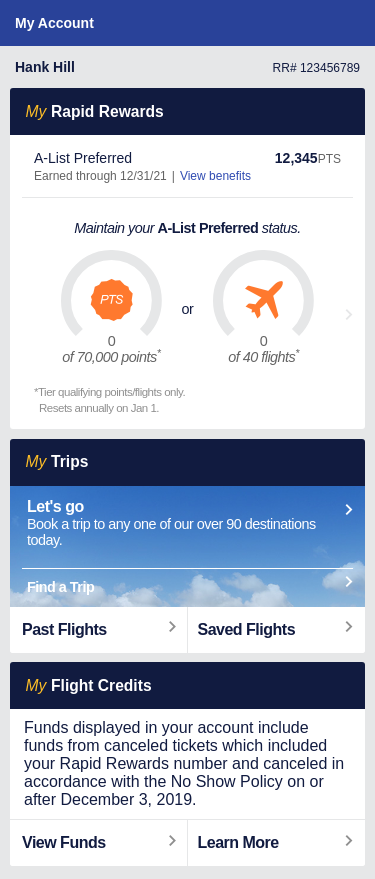 My Account
Hank Hill RR# 123456789
My Rapid Rewards
A-List Preferred 12,345PTS
Earned through 12/31/21 | View benefits
Maintain your A-List Preferred status.
PTS
or
0
of 70,000 points*
0
of 40 flights*
*Tier qualifying points/flights only.
Resets annually on Jan 1.
My Trips
Let's go
Book a trip to any one of our over 90 destinations
today.
Find a Trip
Past Flights Saved Flights
My Flight Credits
Funds displayed in your account include
funds from canceled tickets which included
your Rapid Rewards number and canceled in
accordance with the No Show Policy on or
after December 3, 2019.
View Funds Learn More